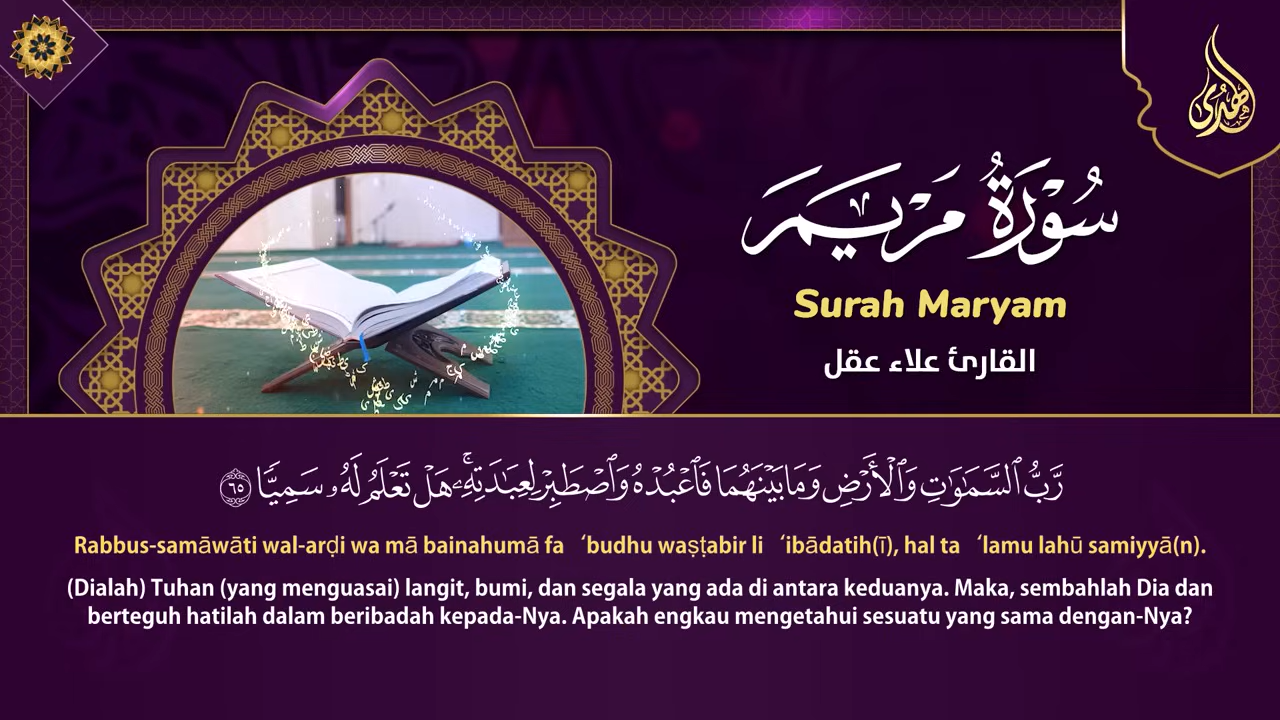 الهدى
سُورَةُ مَرْيَمَ
Surah Maryam
القارئ علاء عقل
رَّبُّ ٱلسَّمَٰوَٰتِ وَٱلْأَرْضِ وَمَا بَيْنَهُمَا فَٱعْبُدْهُ وَٱصْطَبِرْ لِعِبَٰدَتِهِۦۚ هَلْ تَعْلَمُ لَهُۥ سَمِيًّا ٦٥
Rabbus-samāwāti wal-arḍi wa mā bainahumā fa ‘budhu waṣṭabir li ‘ibādatih(ī), hal ta ‘lamu lahū samiyyā(n).
(Dialah) Tuhan (yang menguasai) langit, bumi, dan segala yang ada di antara keduanya. Maka, sembahlah Dia dan
berteguh hatilah dalam beribadah kepada-Nya. Apakah engkau mengetahui sesuatu yang sama dengan-Nya?